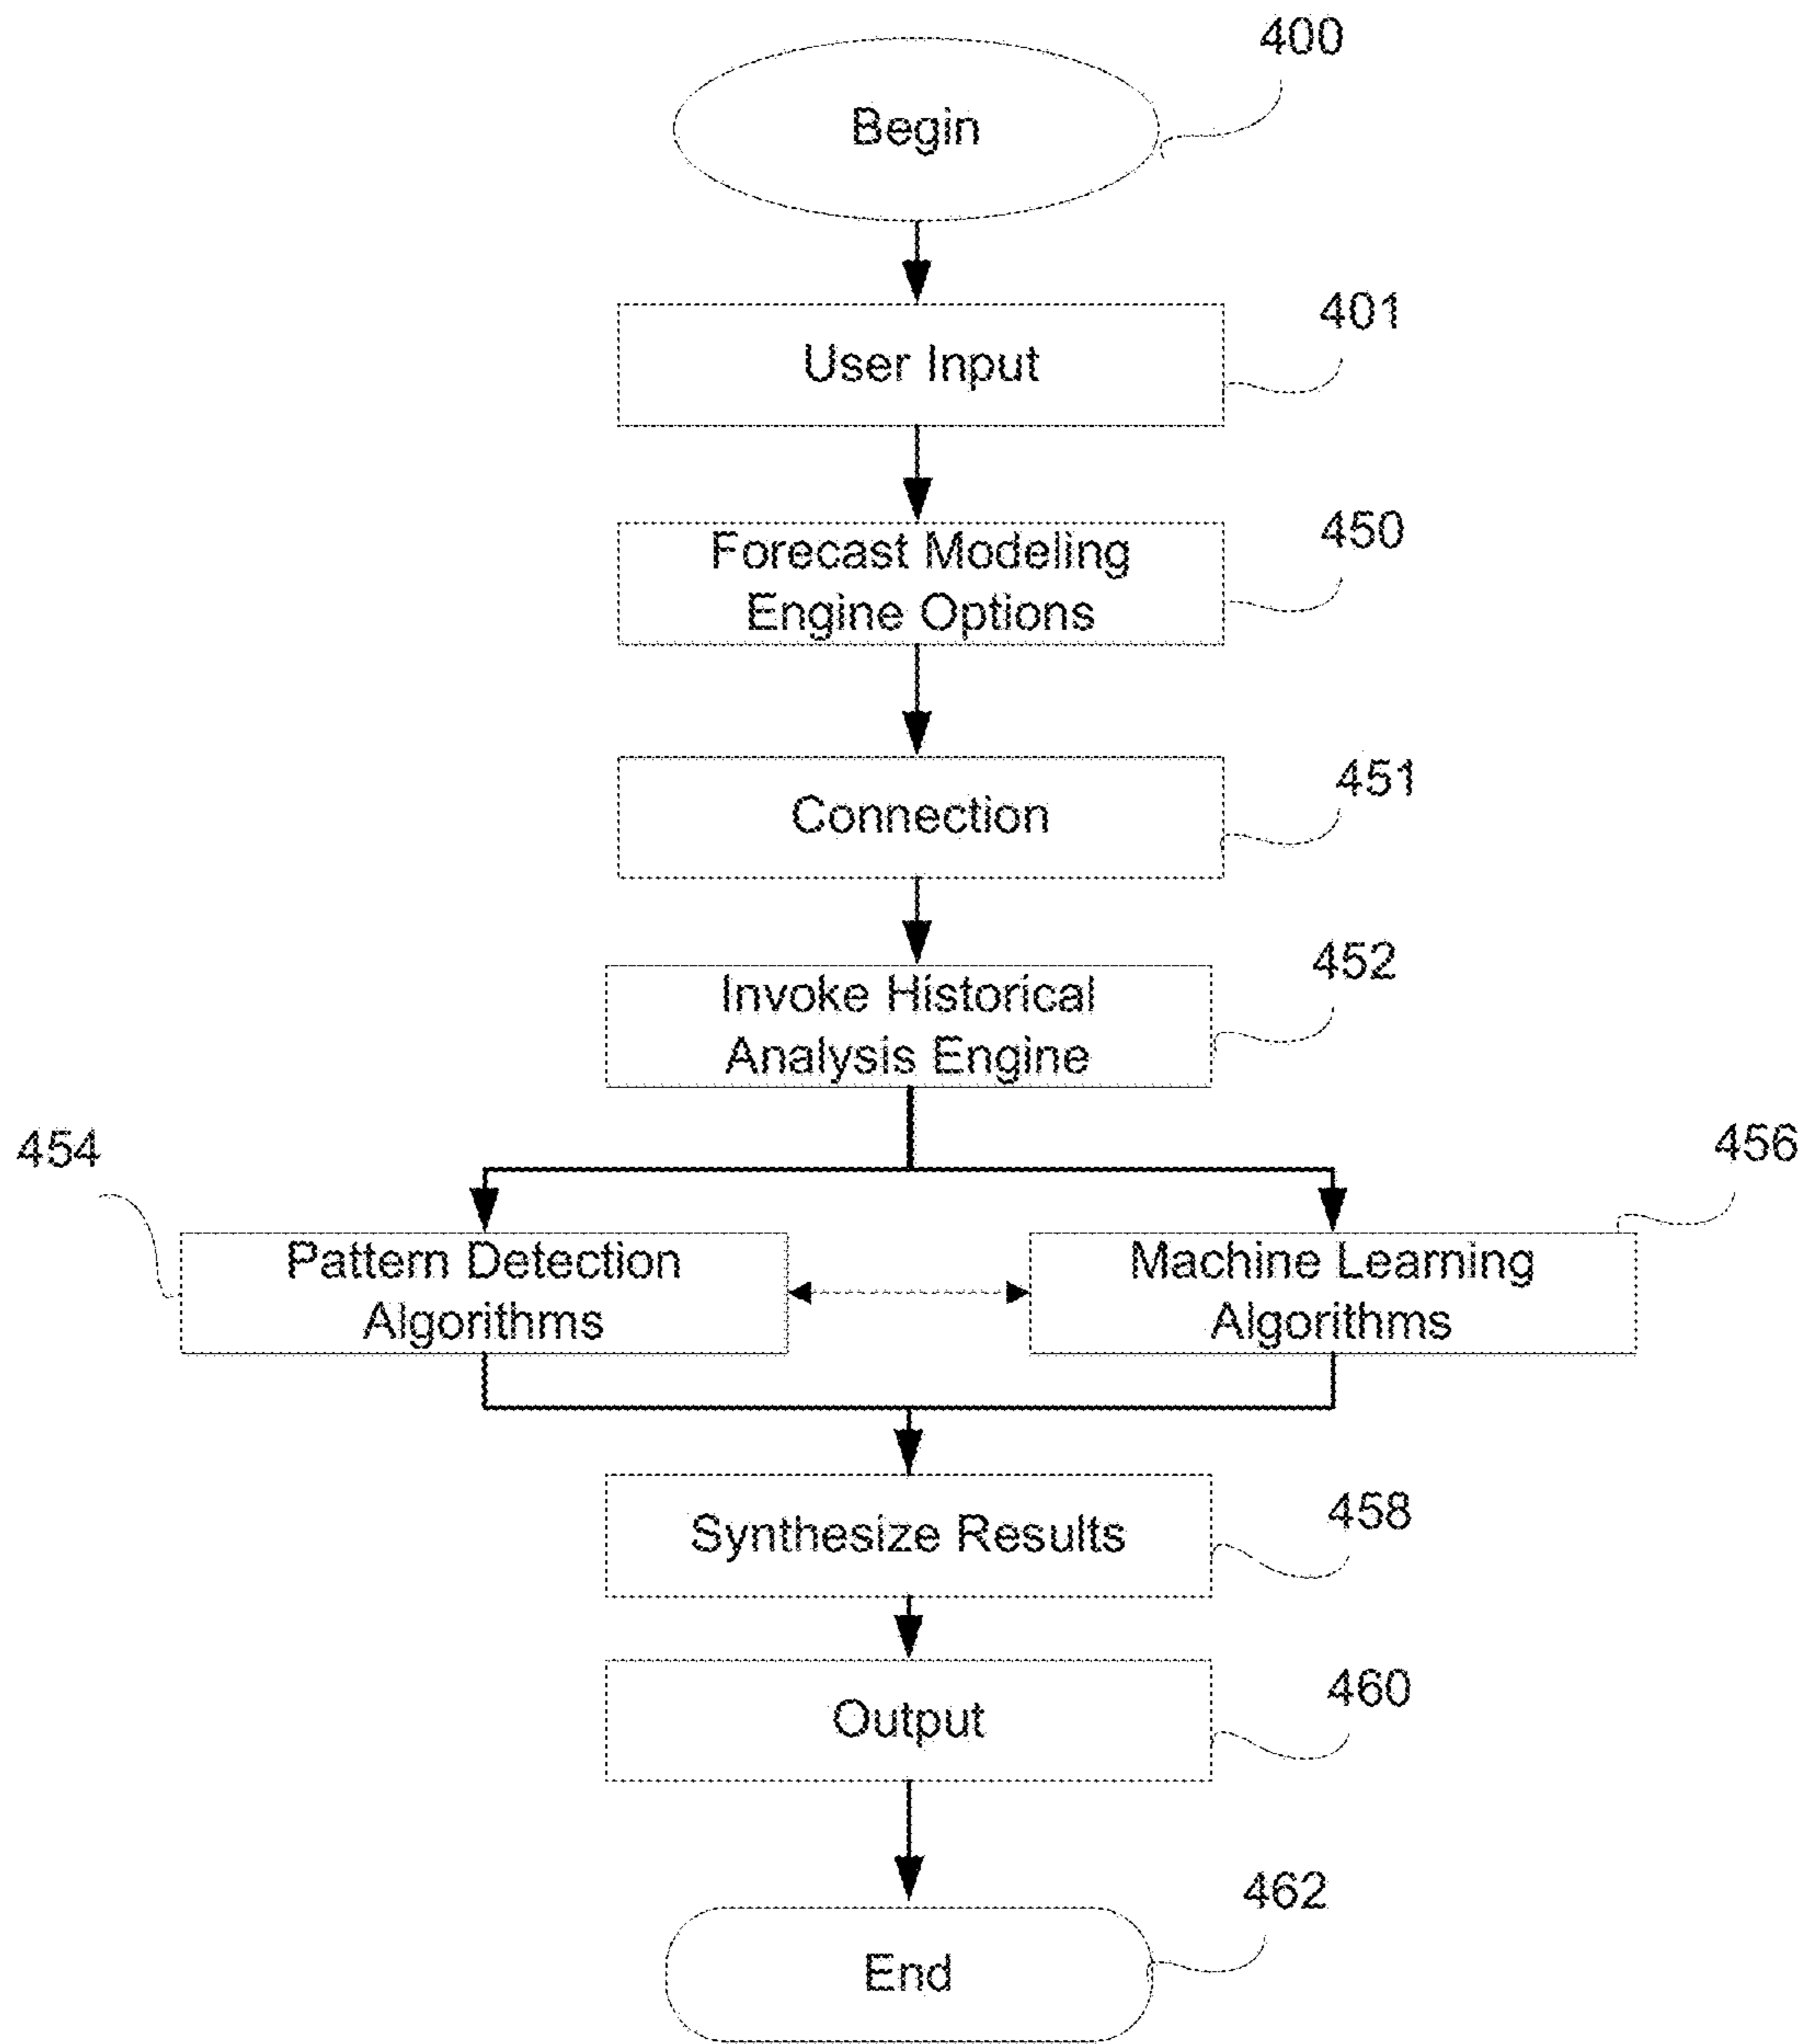 400
Begin
401
User Input
450
Forecast Modeling
Engine Options
451
Connection
452
Invoke Historical
Analysis Engine
454
456
Pattern Detection
Algorithms
Machine Learning
Algorithms
458
Synthesize Results
460
Output
462
End